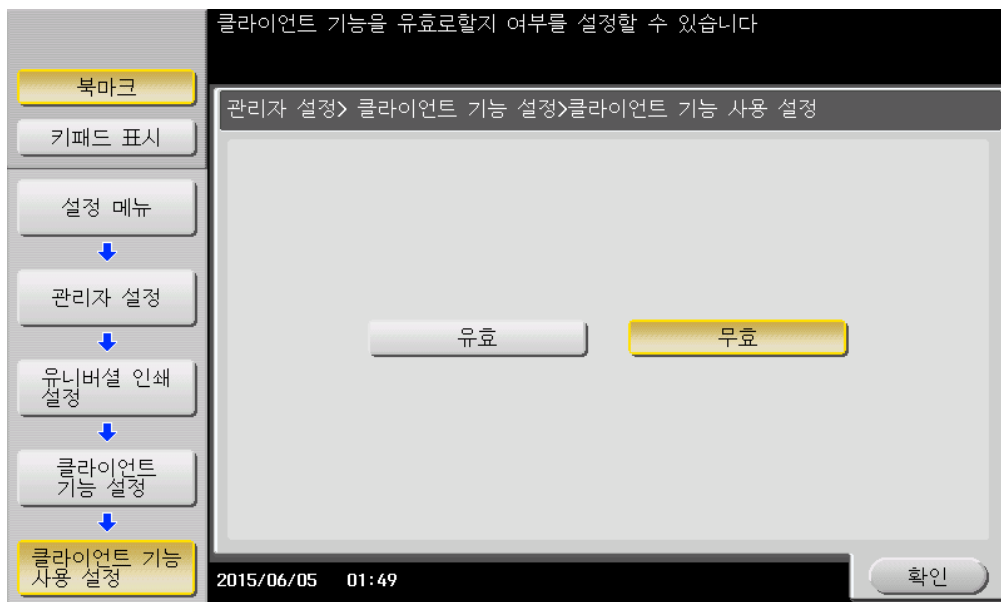 클라이언트 기능을 유효로할지 여부를 설정할 수 있습니다
북마크
키패드 표시
관리자 설정> 클라이언트 기능 설정>클라이언트 기능 사용 설정
설정 메뉴
관리자 설정
유니버셜 인쇄
설정
클라이언트
기능 설정
클라이언트 기능
사용 설정
유효
무효
2015/06/05 01:49
확인